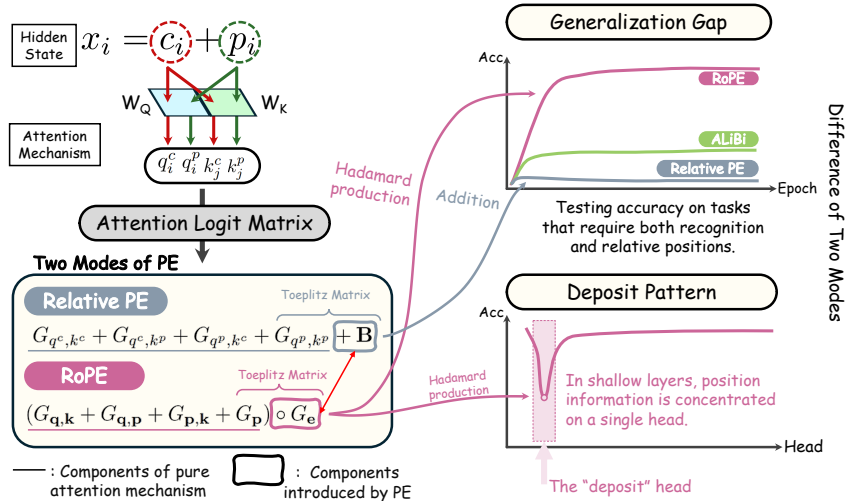 Hidden
State
x_i = c_i + p_i
W_Q
W_K
Attention
Mechanism
q_i^c q_i^p k_j^c k_j^p
Attention Logit Matrix
Two Modes of PE
Relative PE
Toeplitz Matrix
G_{q^c,k^c} + G_{q^c,k^p} + G_{q^p,k^c} + G_{q^p,k^p} + B
RoPE
Toeplitz Matrix
(G_{q,k} + G_{q,p} + G_{p,k} + G_p) ∘ G_e
: Components of pure
attention mechanism
: Components
introduced by PE
Hadamard
production
Addition
Hadamard
production
Generalization Gap
Acc
RoPE
ALiBi
Relative PE
Epoch
Testing accuracy on tasks
that require both recognition
and relative positions.
Deposit Pattern
Acc
In shallow layers, position
information is concentrated
on a single head.
Head
The "deposit" head
Difference of Two Modes